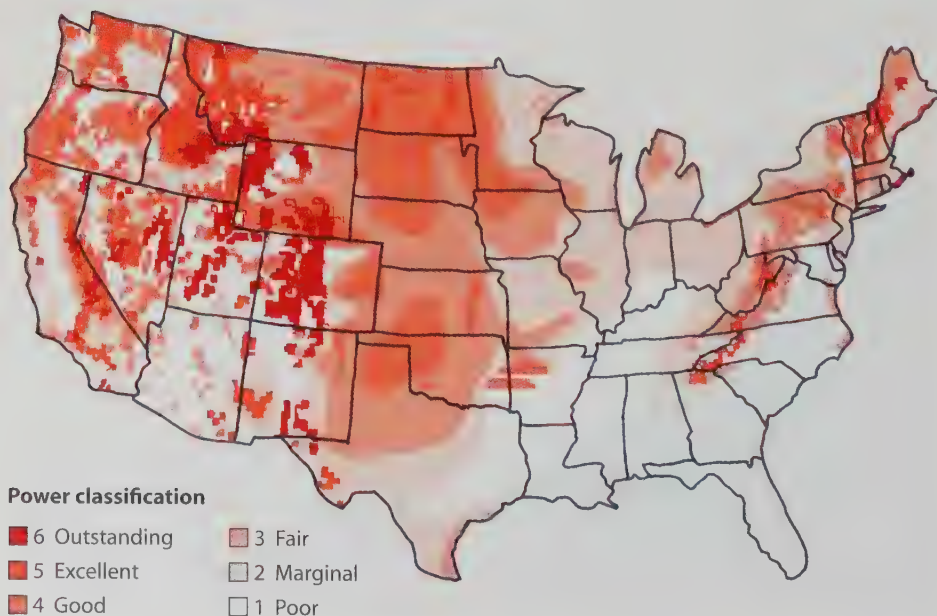 Power classification
6 Outstanding
5 Excellent
4 Good
3 Fair
2 Marginal
1 Poor